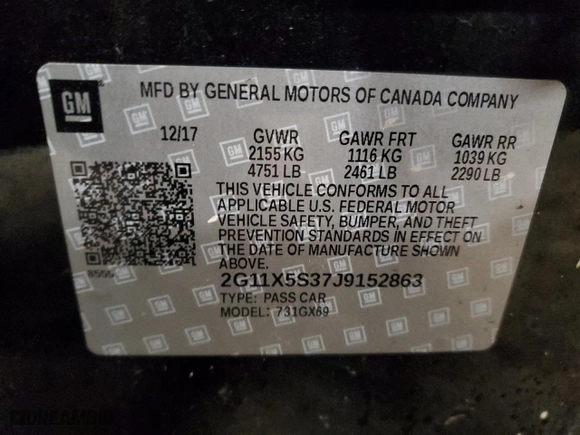 GM
MFD BY GENERAL MOTORS OF CANADA COMPANY
12/17 GVWR GAWR FRT GAWR RR
2155 KG 1116 KG 1039 KG
4751 LB 2461 LB 2290 LB
THIS VEHICLE CONFORMS TO ALL
APPLICABLE U.S. FEDERAL MOTOR
VEHICLE SAFETY, BUMPER, AND THEFT
PREVENTION STANDARDS IN EFFECT ON
THE DATE OF MANUFACTURE SHOWN
ABOVE.
8555
2G11X5S37J9152863
TYPE: PASS CAR
MODEL: 731GX69